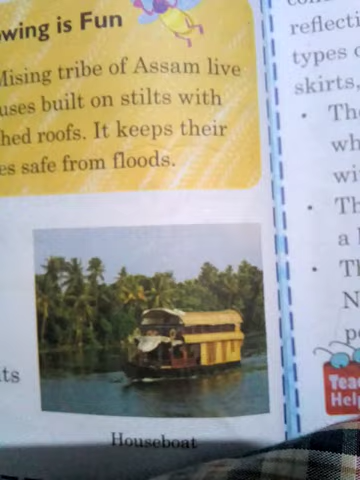 wing is Fun
Mising tribe of Assam live
uses built on stilts with
hed roofs. It keeps their
es safe from floods.
ts
Houseboat
reflecti
types o
skirts,
• Th
wh
wi
• Th
a l
• Th
N
po
Teac
Help